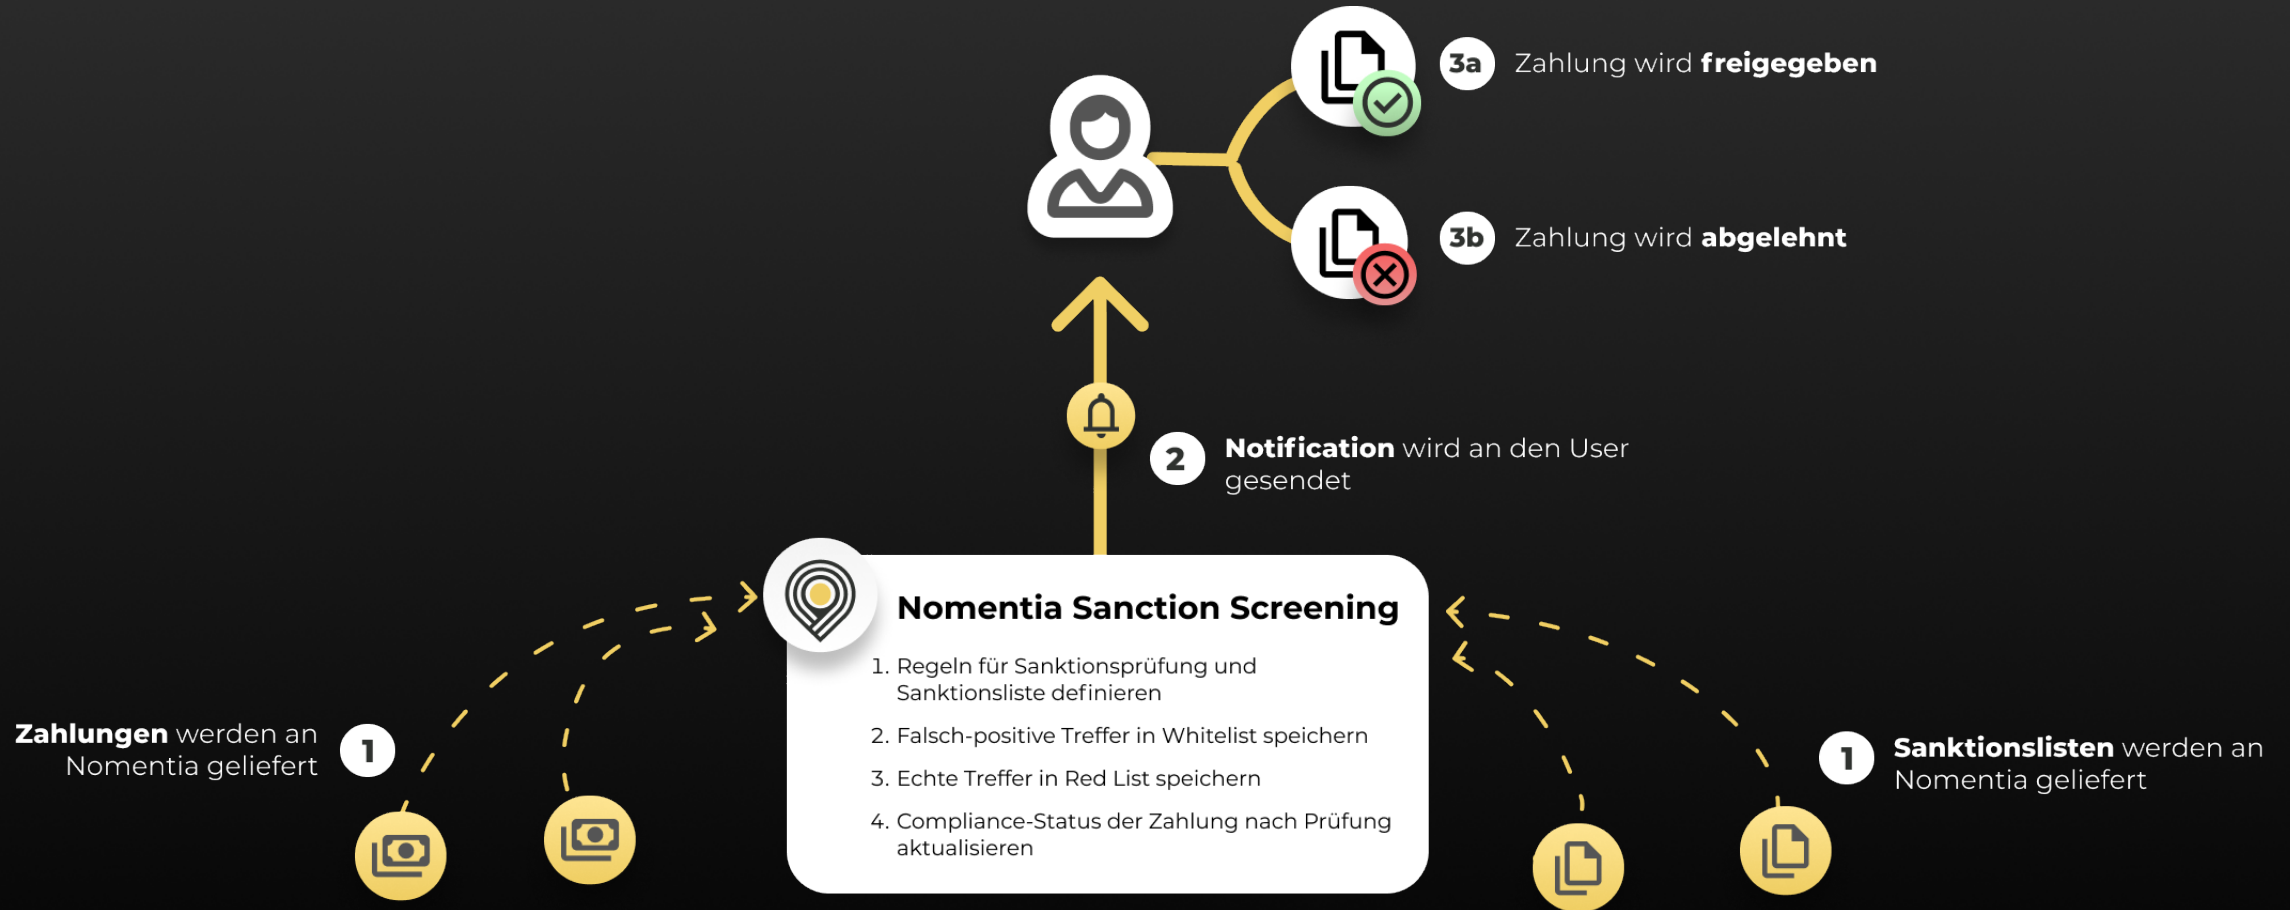 3a Zahlung wird freigegeben
3b Zahlung wird abgelehnt
2 Notification wird an den User
gesendet
Nomentia Sanction Screening
1. Regeln für Sanktionsprüfung und
Sanktionsliste definieren
2. Falsch-positive Treffer in Whitelist speichern
3. Echte Treffer in Red List speichern
4. Compliance-Status der Zahlung nach Prüfung
aktualisieren
Zahlungen werden an
Nomentia geliefert
1
1
Sanktionslisten werden an
Nomentia geliefert